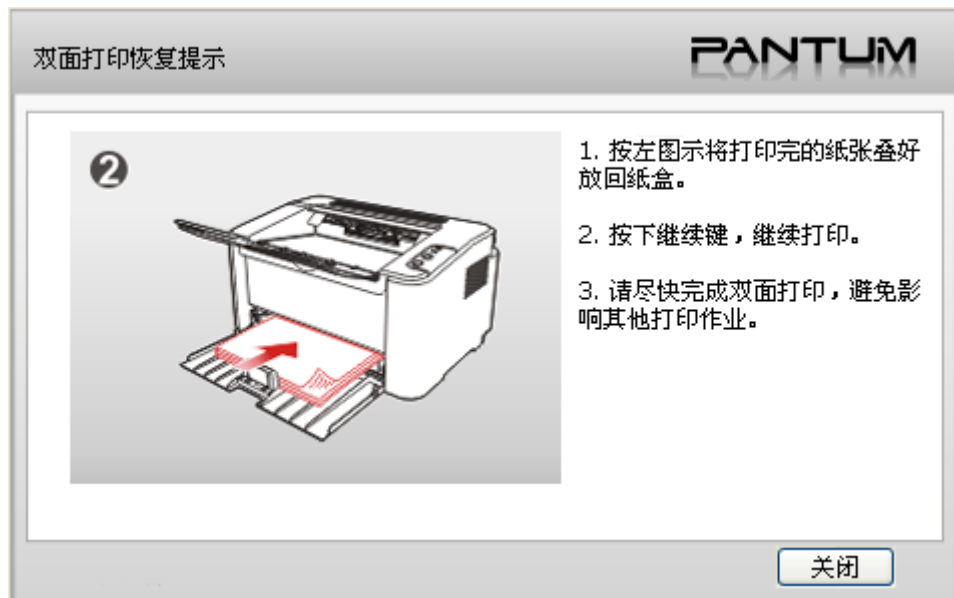 双面打印恢复提示
PANTUM
2
1. 按左图示将打印完的纸张叠好
放回纸盒。
2. 按下继续键，继续打印。
3. 请尽快完成双面打印，避免影
响其他打印作业。
关闭